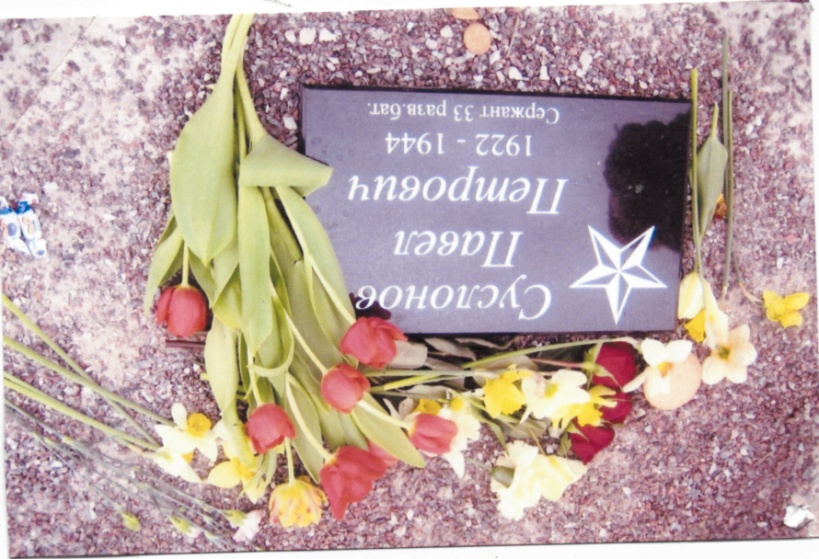 Суслонов
Павел
Петрович
1922 - 1944
Сержант 33 разв.бат.